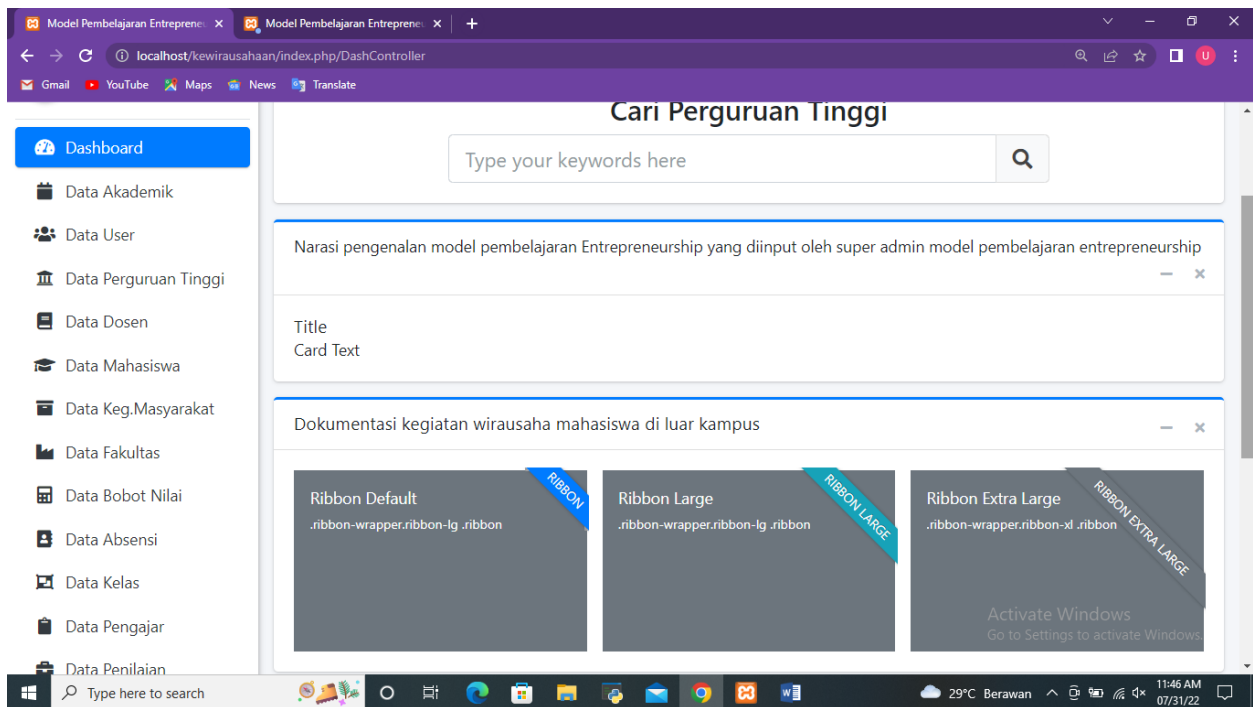 Model Pembelajaran Entreprene
Model Pembelajaran Entreprene
localhost/kewirausahaan/index.php/DashController
U
Gmail
YouTube
Maps
News
Translate
Cari Perguruan Tinggi
Type your keywords here
Dashboard
Data Akademik
Data User
Data Perguruan Tinggi
Data Dosen
Data Mahasiswa
Data Keg.Masyarakat
Data Fakultas
Data Bobot Nilai
Data Absensi
Data Kelas
Data Pengajar
Data Penilaian
Narasi pengenalan model pembelajaran Entrepreneurship yang diinput oleh super admin model pembelajaran entrepreneurship
Title
Card Text
Dokumentasi kegiatan wirausaha mahasiswa di luar kampus
Ribbon Default
.ribbon-wrapper.ribbon-lg .ribbon
RIBBON
Ribbon Large
.ribbon-wrapper.ribbon-lg .ribbon
RIBBON LARGE
Ribbon Extra Large
.ribbon-wrapper.ribbon-xl .ribbon
RIBBON EXTRA LARGE
Activate Windows
Go to Settings to activate Windows.
Type here to search
29°C Berawan
11:46 AM
07/31/22